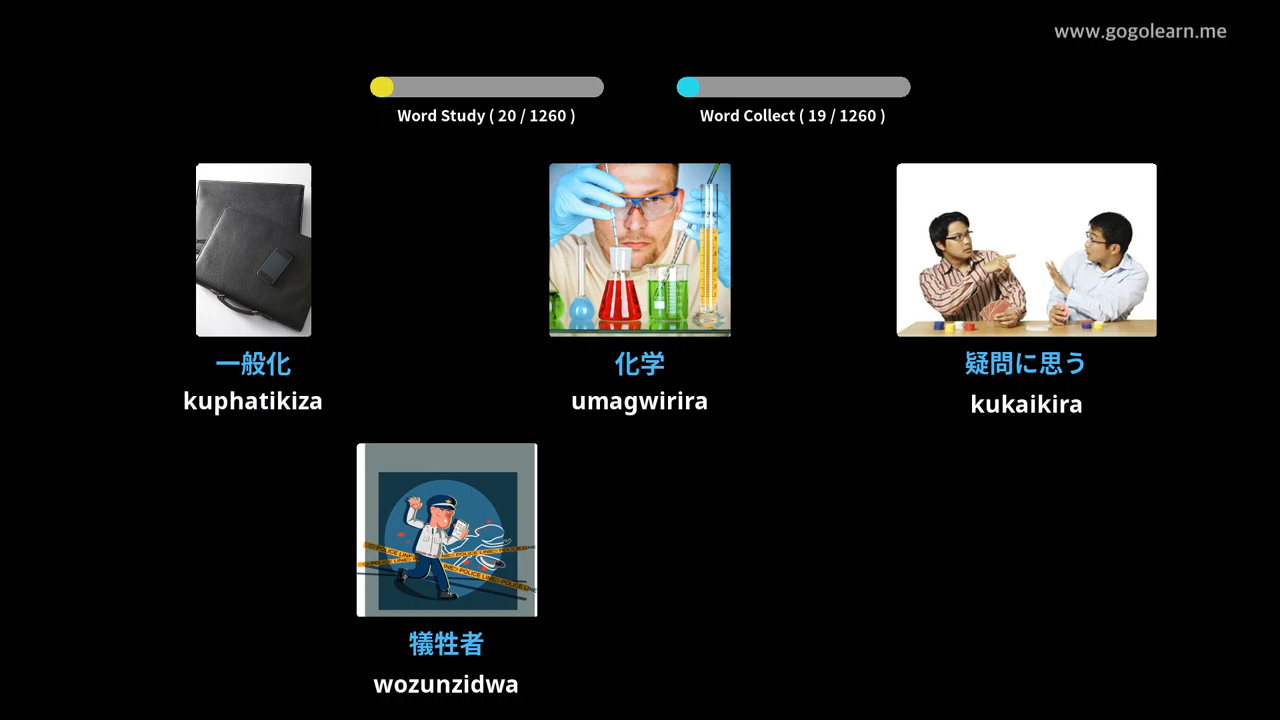 www.gogolearn.me
Word Study ( 20 / 1260 )
Word Collect ( 19 / 1260 )
一般化
kuphatikiza
化学
umagwirira
疑問に思う
kukaikira
犠牲者
wozunzidwa